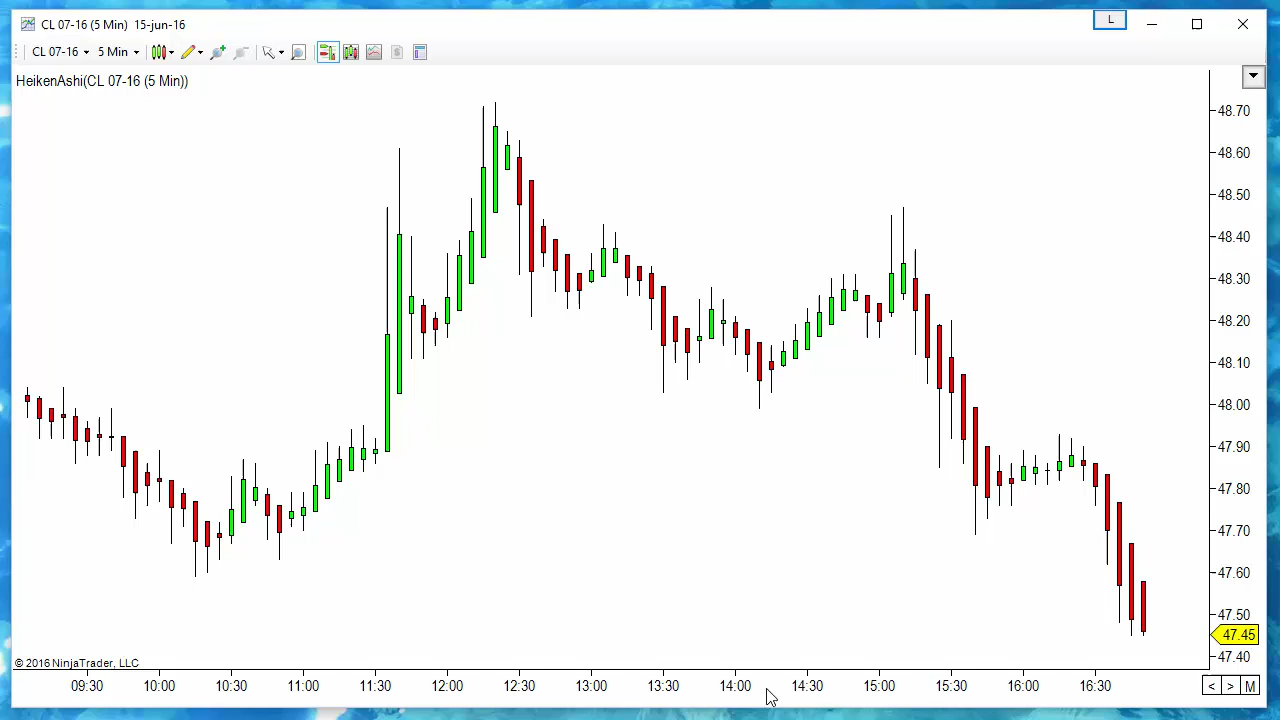 CL 07-16 (5 Min) 15-jun-16
L
CL 07-16 5 Min
HeikenAshi(CL 07-16 (5 Min))
48.70
48.60
48.50
48.40
48.30
48.20
48.10
48.00
47.90
47.80
47.70
47.60
47.50
47.45
47.40
© 2016 NinjaTrader, LLC
09:30 10:00 10:30 11:00 11:30 12:00 12:30 13:00 13:30 14:00 14:30 15:00 15:30 16:00 16:30 < > M